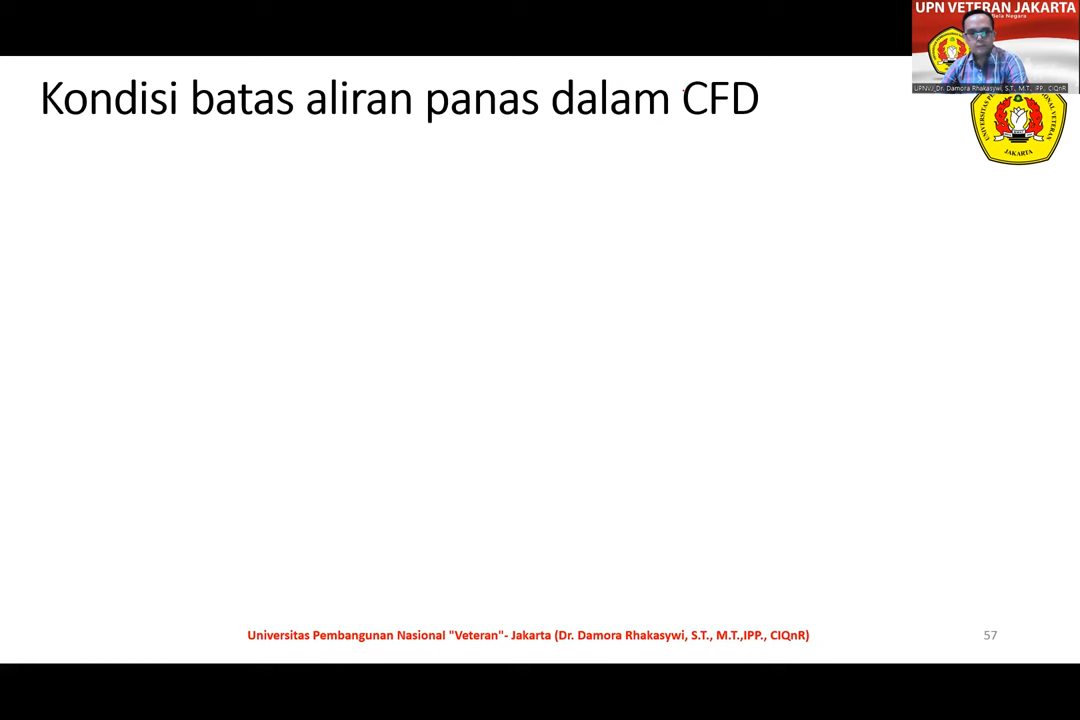 UPN VETERAN JAKARTA
Bela Negara
UPNVJ_Dr. Damora Rhakasywi, S.T., M.T., IPP., CIQnR
Kondisi batas aliran panas dalam CFD
JAKARTA
Universitas Pembangunan Nasional "Veteran"- Jakarta (Dr. Damora Rhakasywi, S.T., M.T.,IPP., CIQnR)
57